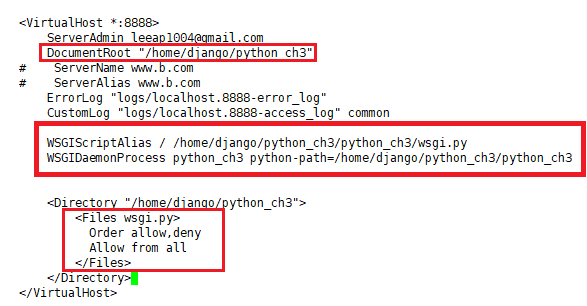 <VirtualHost *:8888>
    ServerAdmin leeap1004@gmail.com
    DocumentRoot "/home/django/python_ch3"
#    ServerName www.b.com
#    ServerAlias www.b.com
    ErrorLog "logs/localhost.8888-error_log"
    CustomLog "logs/localhost.8888-access_log" common
    WSGIScriptAlias / /home/django/python_ch3/python_ch3/wsgi.py
    WSGIDaemonProcess python_ch3 python-path=/home/django/python_ch3/python_ch3
    <Directory "/home/django/python_ch3">
        <Files wsgi.py>
          Order allow,deny
          Allow from all
        </Files>
    </Directory>
</VirtualHost>